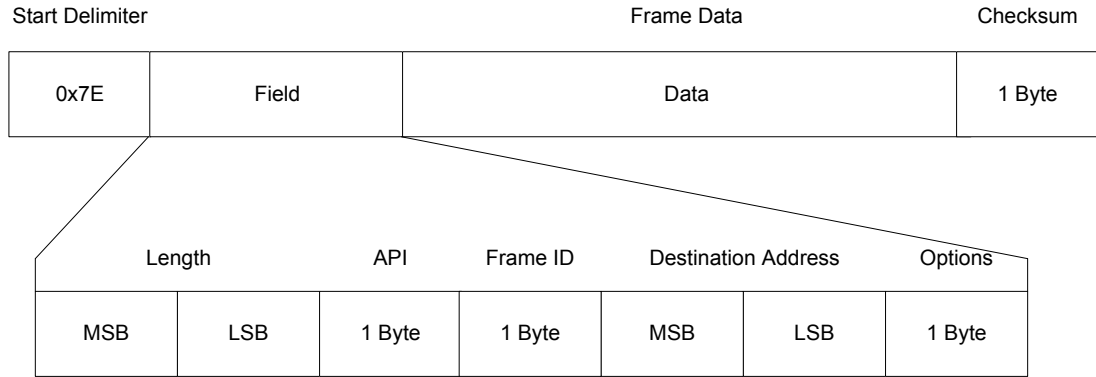 Start Delimiter Frame Data Checksum
0x7E Field Data 1 Byte
Length API Frame ID Destination Address Options
MSB LSB 1 Byte 1 Byte MSB LSB 1 Byte